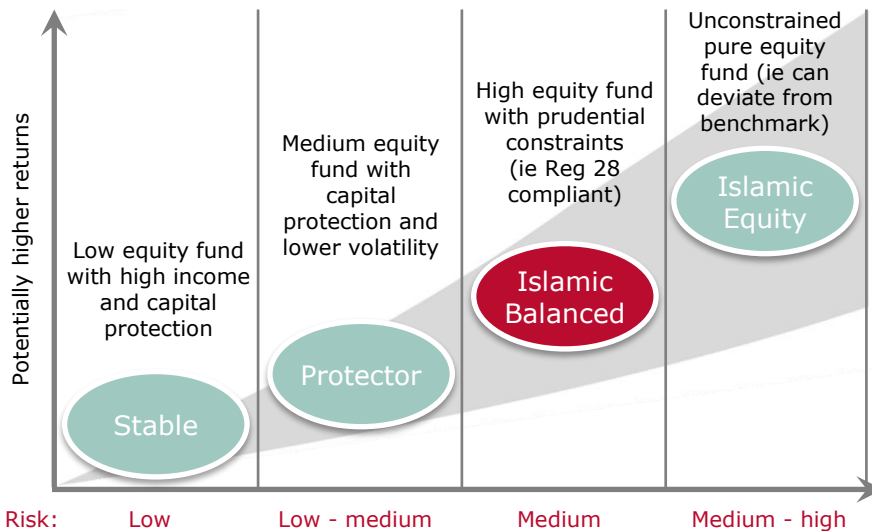 Potentially higher returns
Low equity fund
with high income
and capital
protection
Stable
Medium equity
fund with
capital
protection and
lower volatility
Protector
High equity fund
with prudential
constraints
(ie Reg 28
compliant)
Islamic
Balanced
Unconstrained
pure equity
fund (ie can
deviate from
benchmark)
Islamic
Equity
Risk: Low Low - medium Medium Medium - high